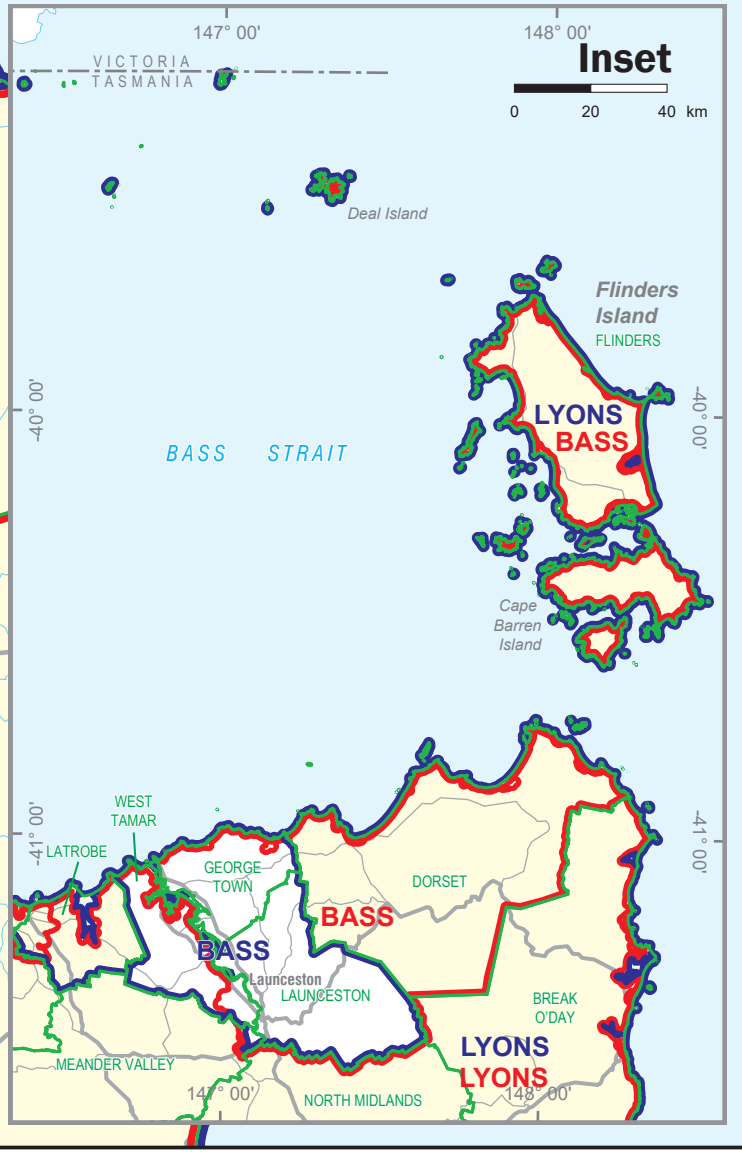 147° 00'
148° 00'
Inset
VICTORIA
TASMANIA
0 20 40 km
Deal Island
Flinders
Island
FLINDERS
-40° 00'
-40° 00'
LYONS
BASS
BASS STRAIT
Cape
Barren
Island
WEST
TAMAR
-41° 00'
-41° 00'
LATROBE
GEORGE
TOWN
DORSET
BASS
BASS
Launceston
LAUNCESTON
BREAK
O'DAY
LYONS
LYONS
MEANDER VALLEY
147° 00'
148° 00'
NORTH MIDLANDS